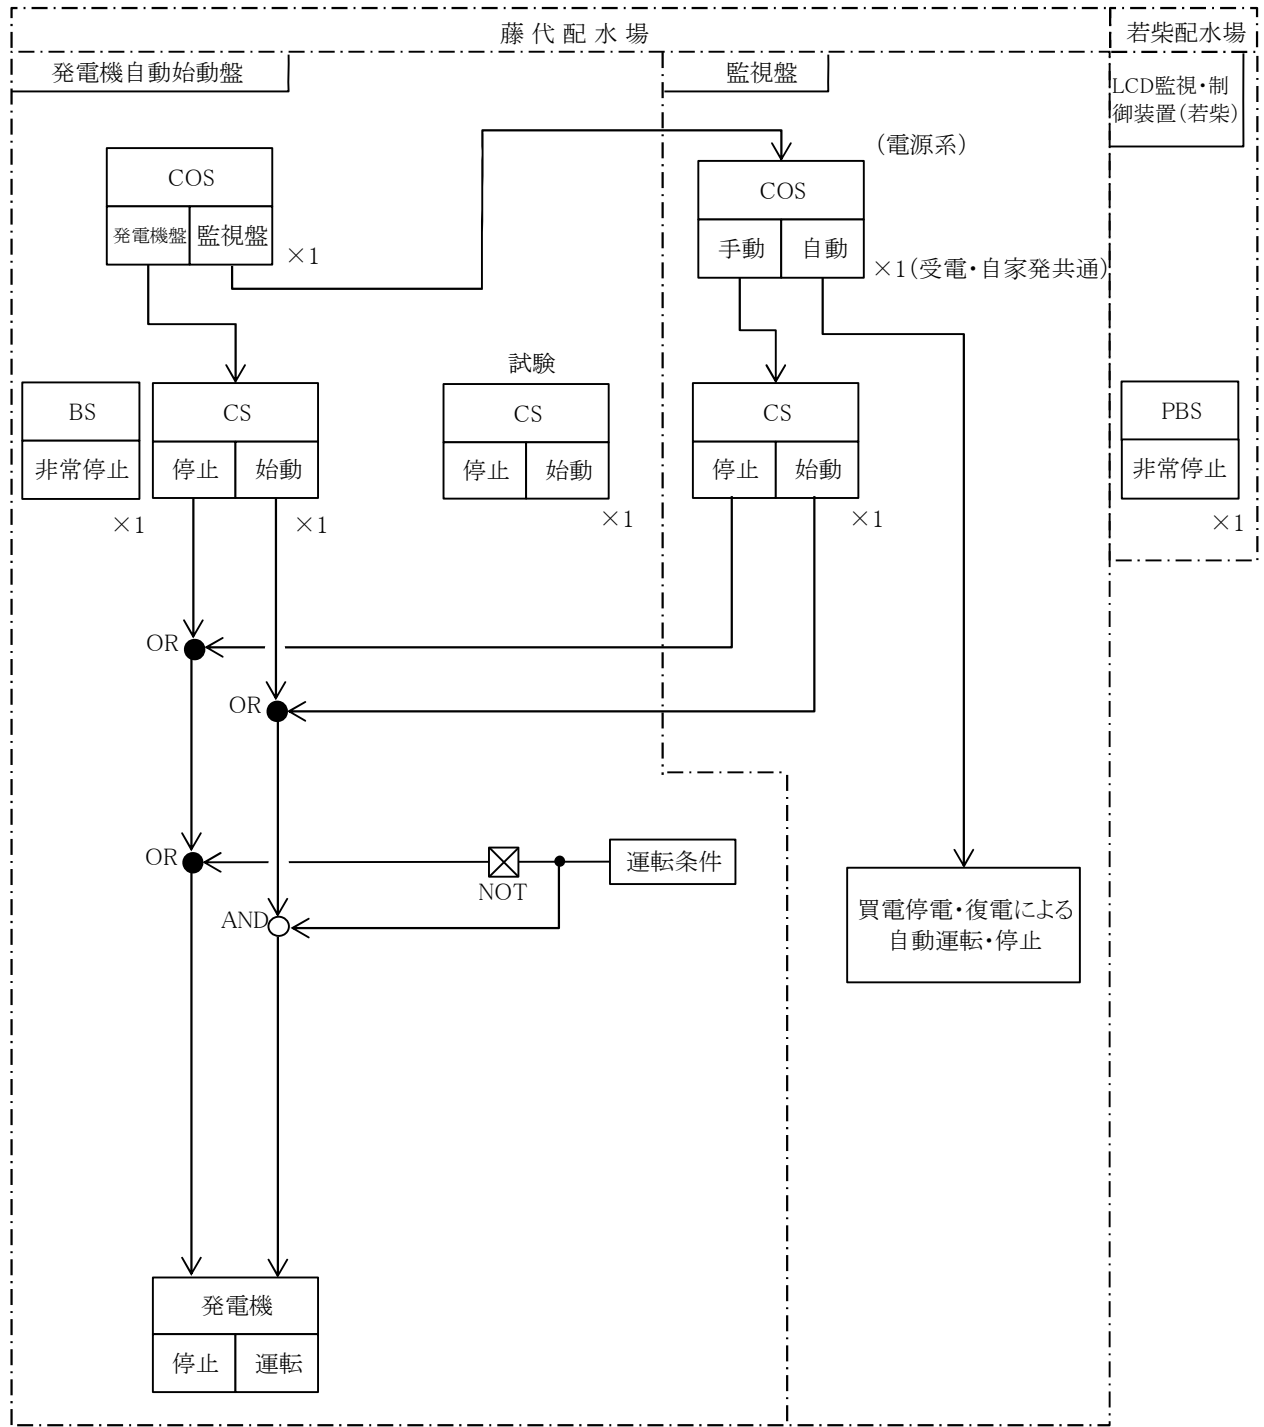 藤代配水場
若柴配水場
発電機自動始動盤
監視盤
LCD監視・制
御装置(若柴)
(電源系)
COS
発電機盤
監視盤
×1
COS
手動
自動
×1(受電・自家発共通)
BS
非常停止
×1
CS
停止
始動
×1
試験
CS
停止
始動
×1
CS
停止
始動
×1
PBS
非常停止
×1
OR
OR
OR
NOT
運転条件
AND
買電停電・復電による
自動運転・停止
発電機
停止
運転